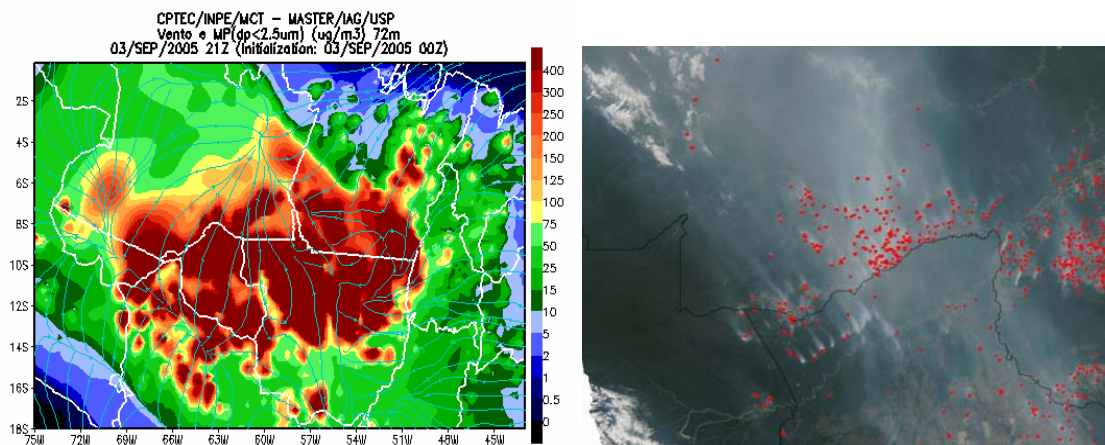 CPTEC/INPE/MCT - MASTER/IAG/USP
Vento e MP(dp<2.5um) (ug/m3) 72m
03/SEP/2005 21Z (Initialization: 03/SEP/2005 00Z)
2S
4S
6S
8S
10S
12S
14S
16S
18S
75W 72W 69W 66W 63W 60W 57W 54W 51W 48W 45W
400
300
250
200
150
125
100
75
50
25
15
10
5
2
1
0.5
0